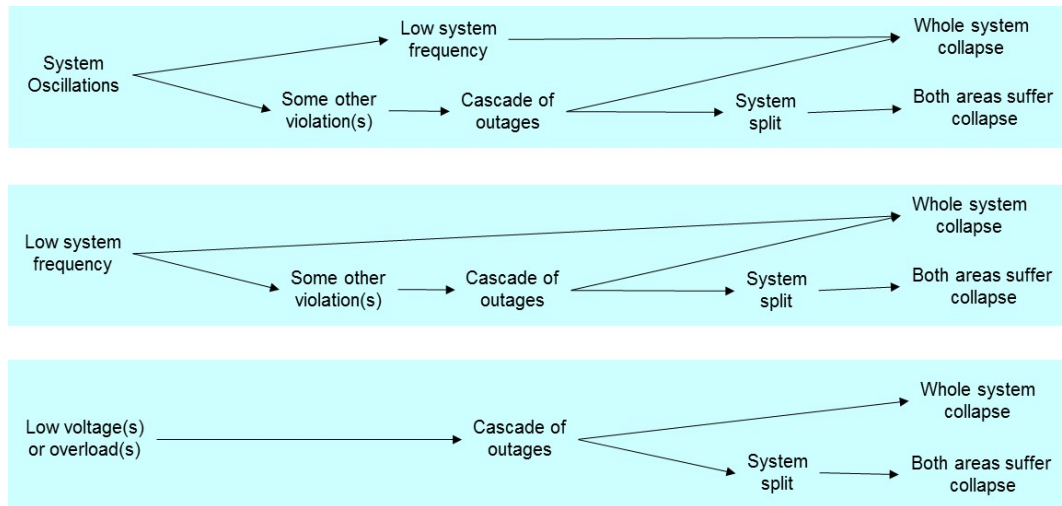 Low system
frequency
Whole system
collapse
System
Oscillations
Some other
violation(s)
Cascade of
outages
System
split
Both areas suffer
collapse
Whole system
collapse
Low system
frequency
Some other
violation(s)
Cascade of
outages
System
split
Both areas suffer
collapse
Whole system
collapse
Low voltage(s)
or overload(s)
Cascade of
outages
System
split
Both areas suffer
collapse